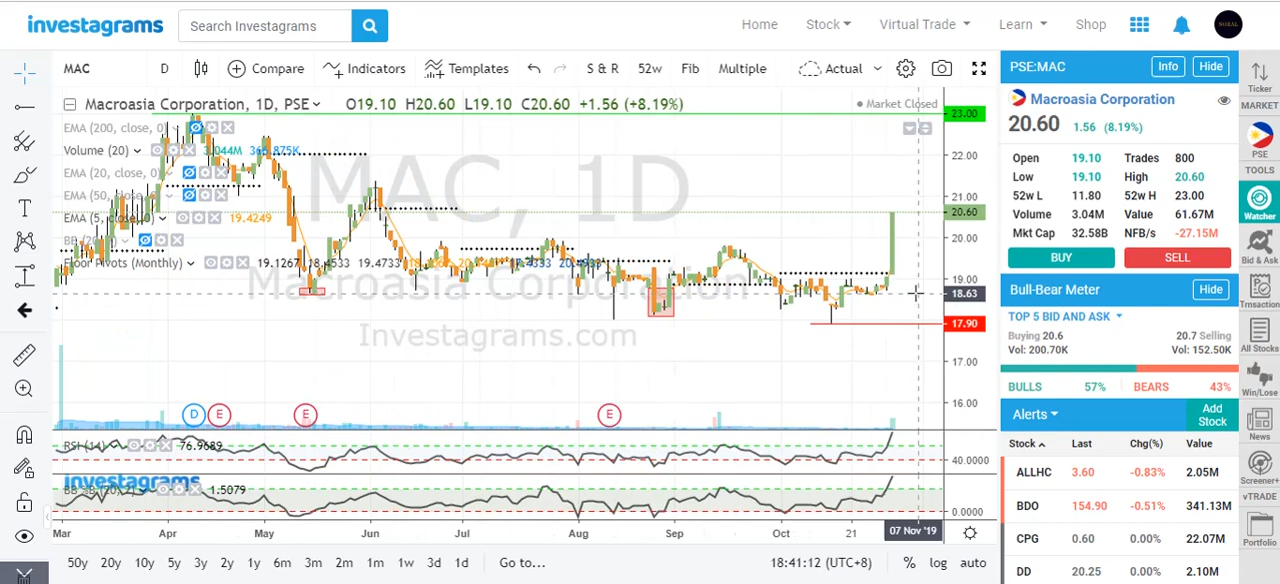 investagrams Search Investagrams Home Stock Virtual Trade Learn Shop
MAC D Compare Indicators Templates S & R 52w Fib Multiple Actual
Macroasia Corporation, 1D, PSE O19.10 H20.60 L19.10 C20.60 +1.56 (+8.19%)
Market Closed
EMA (200, close, 0)
Volume (20) 3.044M
EMA (20, close, 0)
EMA (50, close, 0)
EMA (5, close, 0) 19.4249
Floor Pivots (Monthly)
MAC, 1D
Macroasia Corporation
Investagrams.com
23.00
22.00
21.00
20.60
20.00
19.00
18.63
17.90
17.00
16.00
D E E E
RSI (14) 76.9689
40.0000
investagrams
1.5079
0.0000
Mar Apr May Jun Jul Aug Sep Oct 21 07 Nov '19
50y 20y 10y 5y 3y 2y 1y 6m 3m 2m 1m 1w 3d 1d Go to... 18:41:12 (UTC+8) % log auto
PSE:MAC Info Hide
Macroasia Corporation
20.60 1.56 (8.19%)
Open 19.10 Trades 800
Low 19.10 High 20.60
52w L 11.80 52w H 23.00
Volume 3.04M Value 61.67M
Mkt Cap 32.58B NFB/s -27.15M
BUY SELL
Bull-Bear Meter Hide
TOP 5 BID AND ASK
Buying 20.6 20.7 Selling
Vol: 200.70K Vol: 152.50K
BULLS 57% BEARS 43%
Alerts Add Stock
Stock Last Chg(%) Value
ALLHC 3.60 -0.83% 2.05M
BDO 154.90 -0.51% 341.13M
CPG 0.60 0.00% 22.07M
DD 20.25 0.00% 2.10M
Ticker
MARKET
PSE
TOOLS
Watcher
Bid & Ask
Trnsaction
All Stocks
Win/Lose
News
Screener+
vTRADE
Portfolio